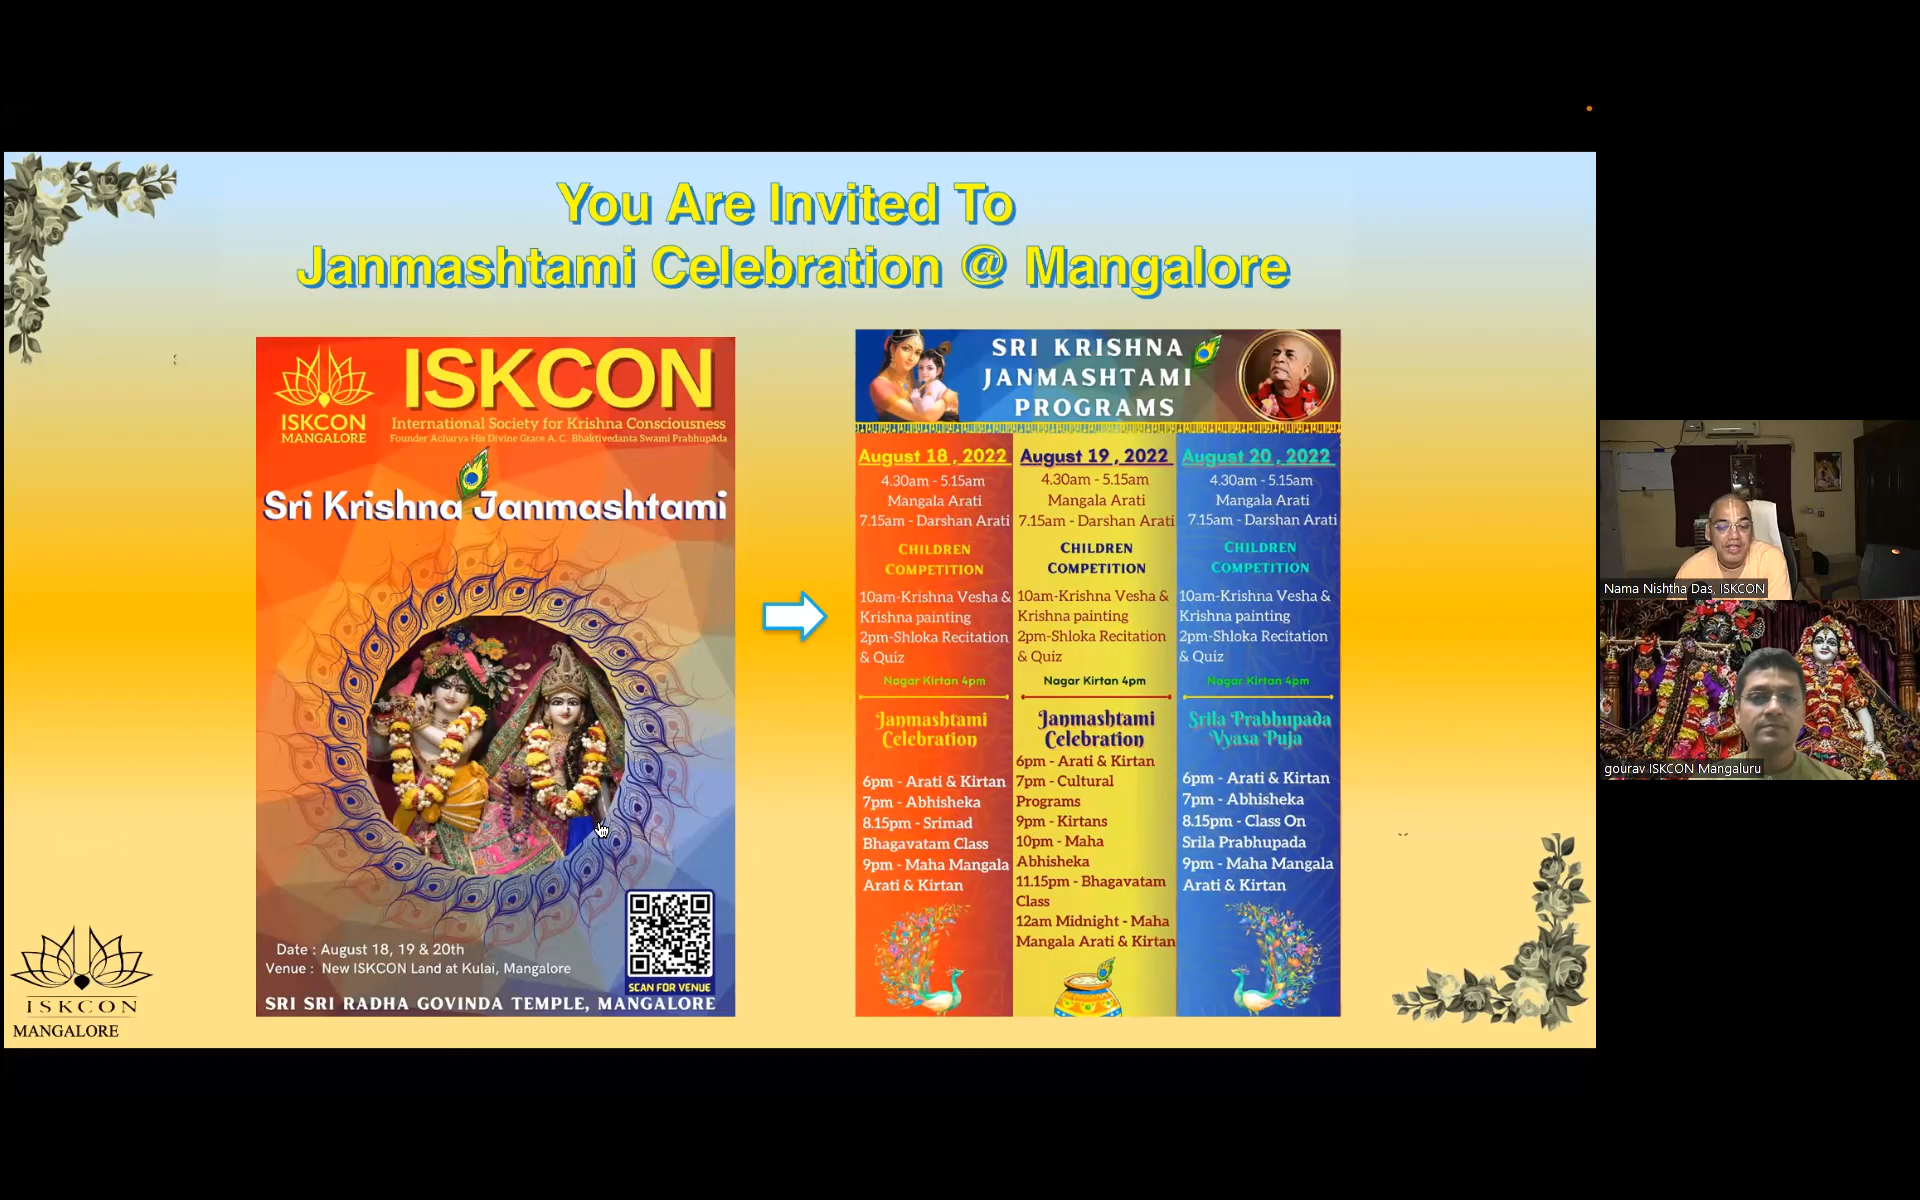 You Are Invited To
Janmashtami Celebration @ Mangalore
ISKCON
MANGALORE
ISKCON
International Society for Krishna Consciousness
Founder Acharya His Divine Grace A. C. Bhaktivedanta Swami Prabhupāda
Sri Krishna Janmashtami
Date : August 18, 19 & 20th
Venue : New ISKCON Land at Kulai, Mangalore
SCAN FOR VENUE
SRI SRI RADHA GOVINDA TEMPLE, MANGALORE
SRI KRISHNA
JANMASHTAMI
PROGRAMS
August 18 , 2022
4.30am - 5.15am
Mangala Arati
7.15am - Darshan Arati
CHILDREN
COMPETITION
10am-Krishna Vesha &
Krishna painting
2pm-Shloka Recitation
& Quiz
Nagar Kirtan 4pm
Janmashtami
Celebration
6pm - Arati & Kirtan
7pm - Abhisheka
8.15pm - Srimad
Bhagavatam Class
9pm - Maha Mangala
Arati & Kirtan
August 19 , 2022
4.30am - 5.15am
Mangala Arati
7.15am - Darshan Arati
CHILDREN
COMPETITION
10am-Krishna Vesha &
Krishna painting
2pm-Shloka Recitation
& Quiz
Nagar Kirtan 4pm
Janmashtami
Celebration
6pm - Arati & Kirtan
7pm - Cultural
Programs
9pm - Kirtans
10pm - Maha
Abhisheka
11.15pm - Bhagavatam
Class
12am Midnight - Maha
Mangala Arati & Kirtan
August 20 , 2022
4.30am - 5.15am
Mangala Arati
7.15am - Darshan Arati
CHILDREN
COMPETITION
10am-Krishna Vesha &
Krishna painting
2pm-Shloka Recitation
& Quiz
Nagar Kirtan 4pm
Srila Prabhupada
Vyasa Puja
6pm - Arati & Kirtan
7pm - Abhisheka
8.15pm - Class On
Srila Prabhupada
9pm - Maha Mangala
Arati & Kirtan
ISKCON
MANGALORE
Nama Nishtha Das, ISKCON
gourav ISKCON Mangaluru